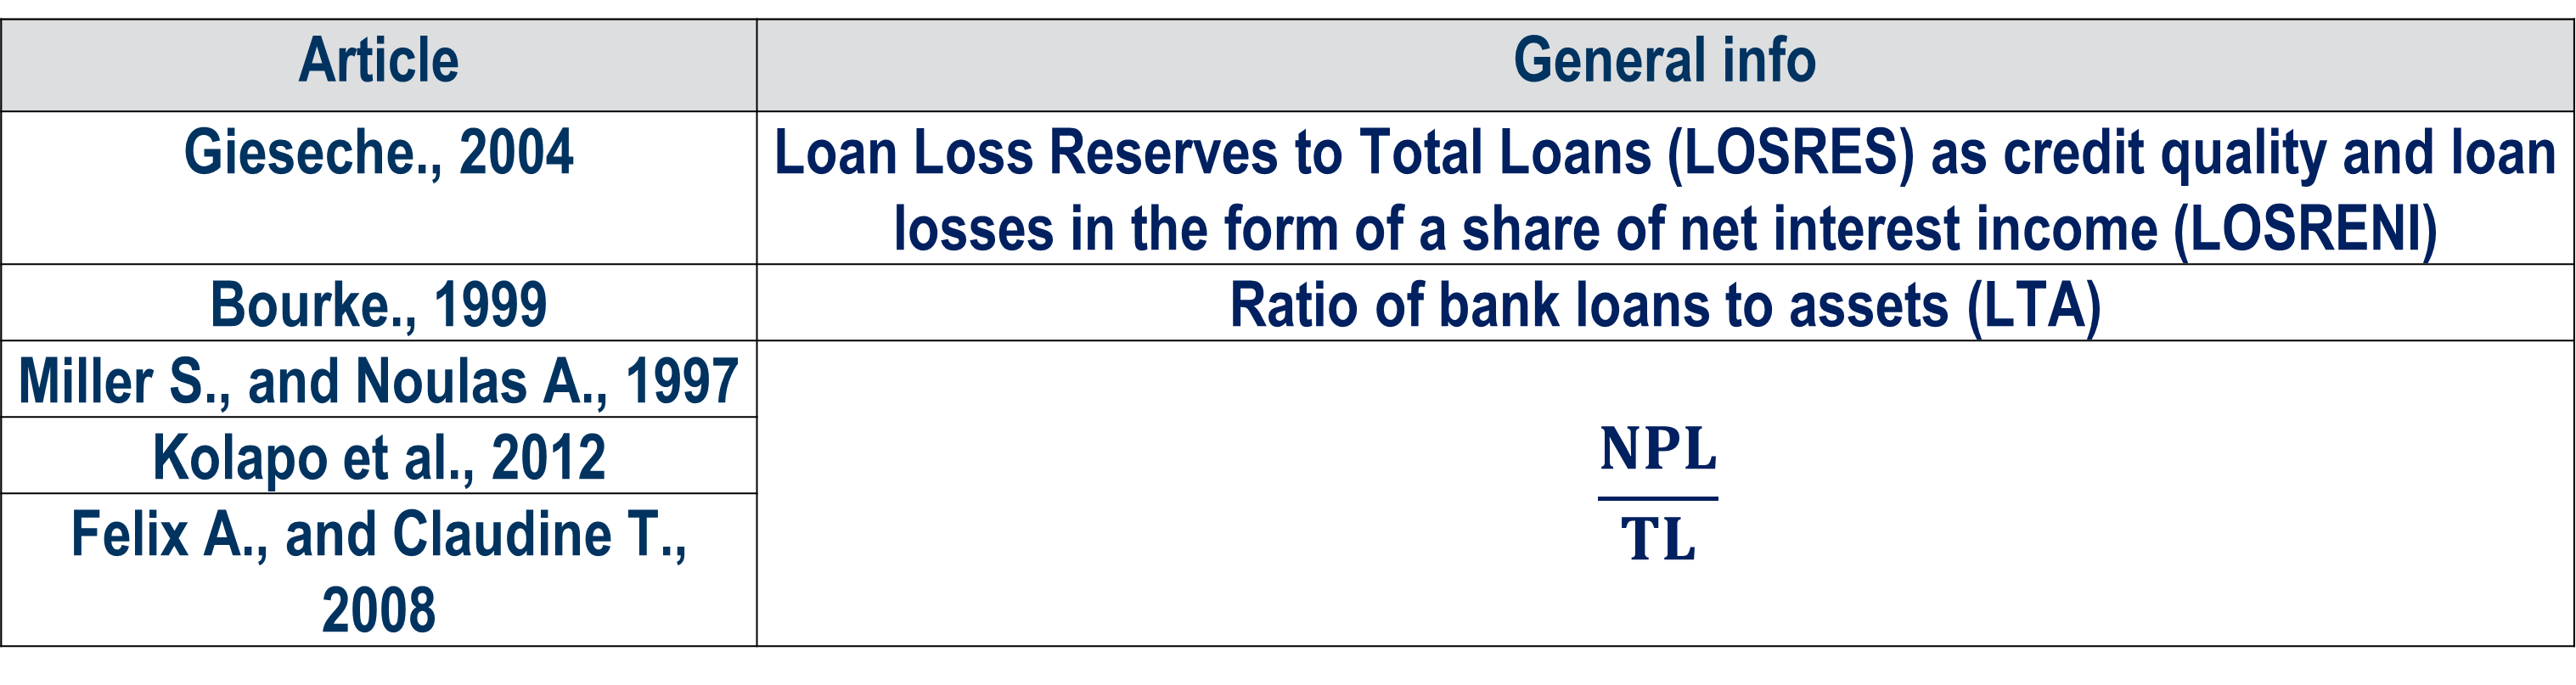 Article
General info
Gieseche., 2004
Loan Loss Reserves to Total Loans (LOSRES) as credit quality and loan
losses in the form of a share of net interest income (LOSRENI)
Bourke., 1999
Ratio of bank loans to assets (LTA)
Miller S., and Noulas A., 1997
Kolapo et al., 2012
Felix A., and Claudine T.,
2008
NPL
TL